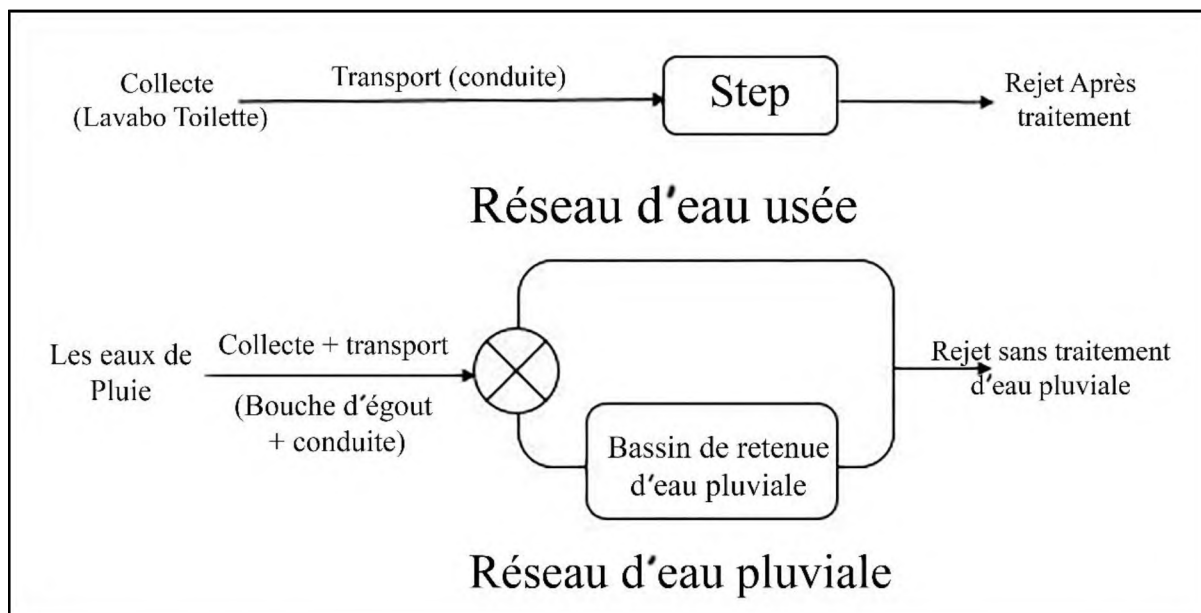 Collecte
(Lavabo Toilette)
Transport (conduite)
Step
Rejet Après
traitement
Réseau d'eau usée
Les eaux de
Pluie
Collecte + transport
(Bouche d'égout
+ conduite)
Bassin de retenue
d'eau pluviale
Rejet sans traitement
d'eau pluviale
Réseau d'eau pluviale